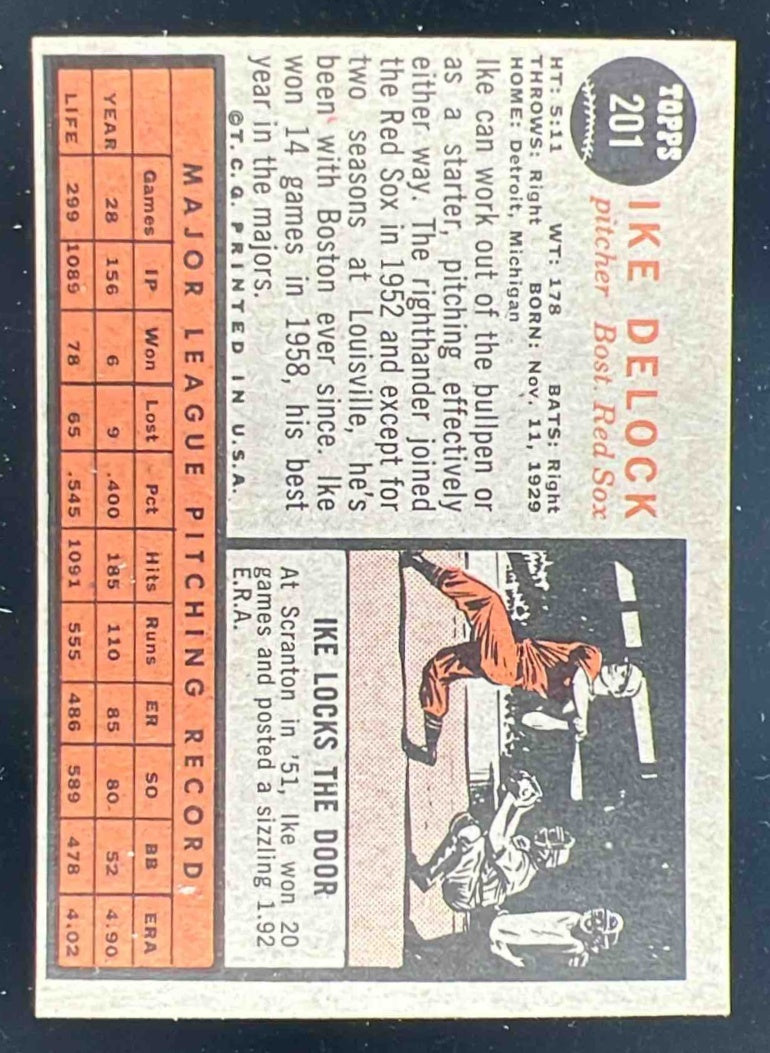 TOPPS
201
IKE DELOCK
pitcher Bost Red Sox
HT: 5:11 WT: 178 BATS: Right
THROWS: Right BORN: Nov. 11, 1929
HOME: Detroit, Michigan
Ike can work out of the bullpen or
as a starter, pitching effectively
either way. The righthander joined
the Red Sox in 1952 and except for
two seasons at Louisville, he's
been with Boston ever since. Ike
won 14 games in 1958, his best
year in the majors.
©T. C. G. PRINTED IN U.S.A.
IKE LOCKS THE DOOR
At Scranton in '51, Ike won 20
games and posted a sizzling 1.92
E.R.A.
MAJOR LEAGUE PITCHING RECORD
Games IP Won Lost Pct Hits Runs ER SO BB ERA
YEAR 28 156 6 9 .400 185 110 85 80 52 4.90
LIFE 299 1089 78 65 .545 1091 555 486 589 478 4.02